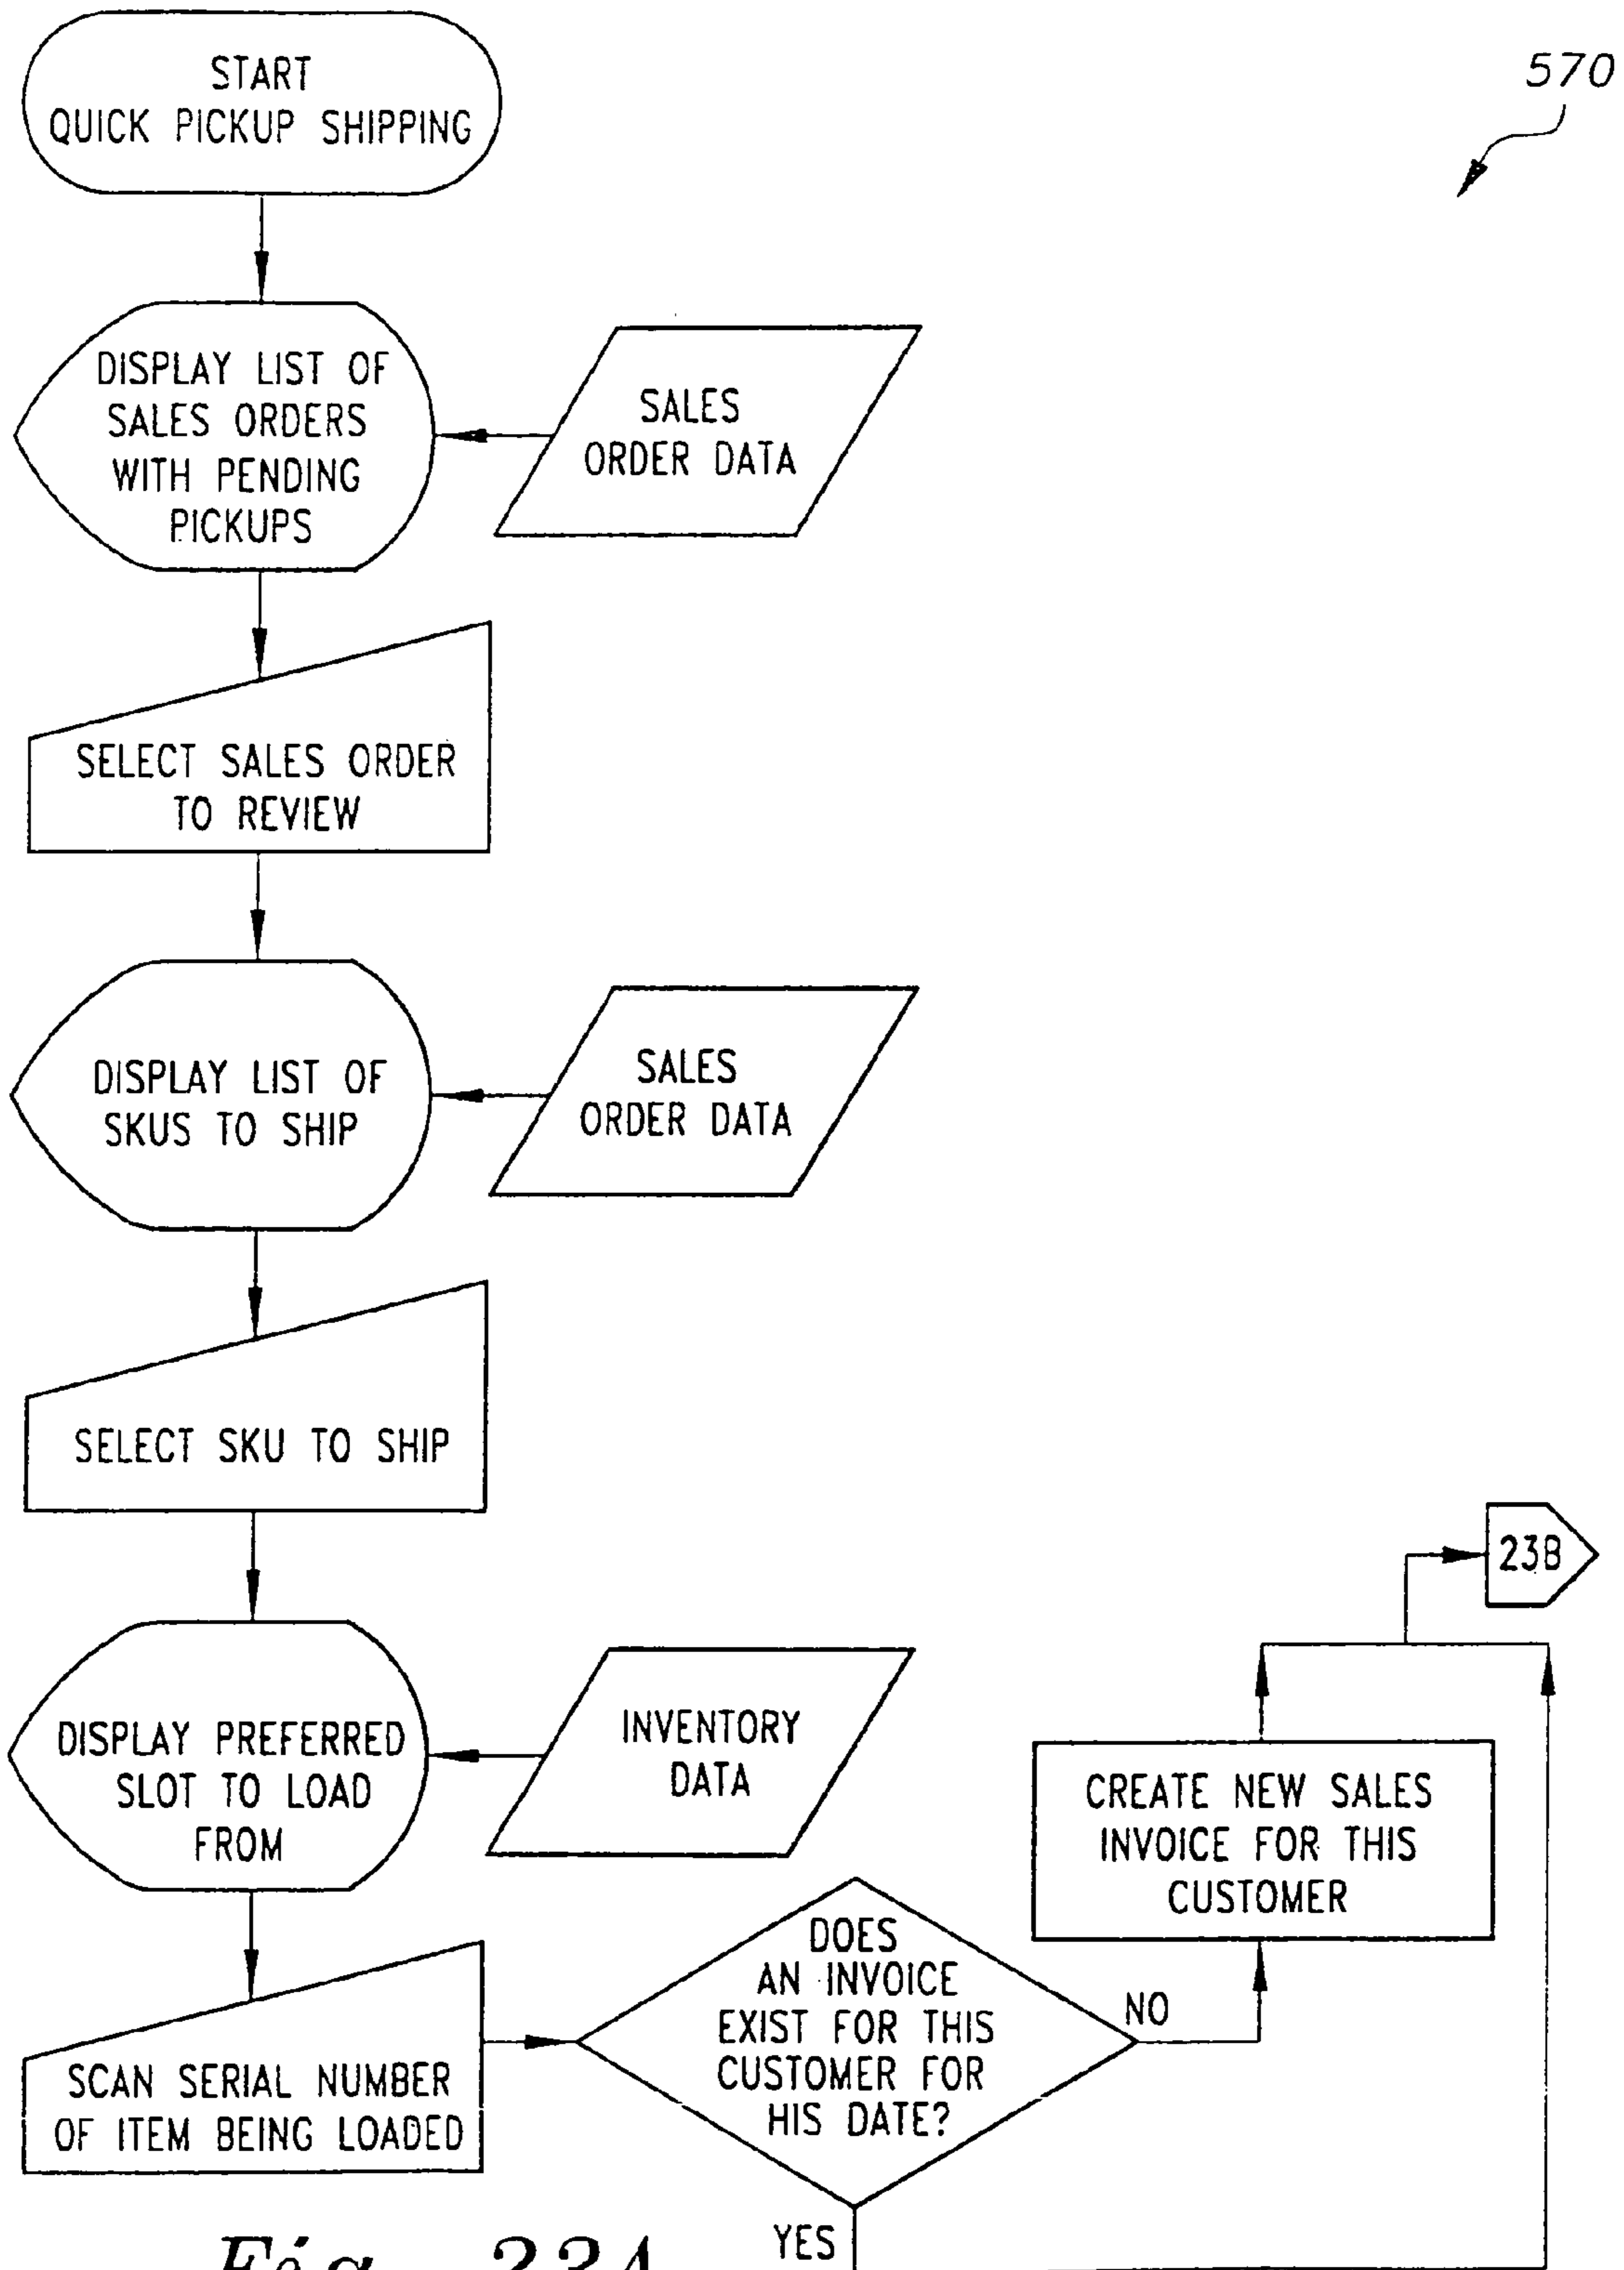 START
QUICK PICKUP SHIPPING
570
DISPLAY LIST OF
SALES ORDERS
WITH PENDING
PICKUPS
SALES
ORDER DATA
SELECT SALES ORDER
TO REVIEW
DISPLAY LIST OF
SKUS TO SHIP
SALES
ORDER DATA
SELECT SKU TO SHIP
23B
DISPLAY PREFERRED
SLOT TO LOAD
FROM
INVENTORY
DATA
CREATE NEW SALES
INVOICE FOR THIS
CUSTOMER
DOES
AN INVOICE
EXIST FOR THIS
CUSTOMER FOR
HIS DATE?
NO
SCAN SERIAL NUMBER
OF ITEM BEING LOADED
YES
Fig. 23A